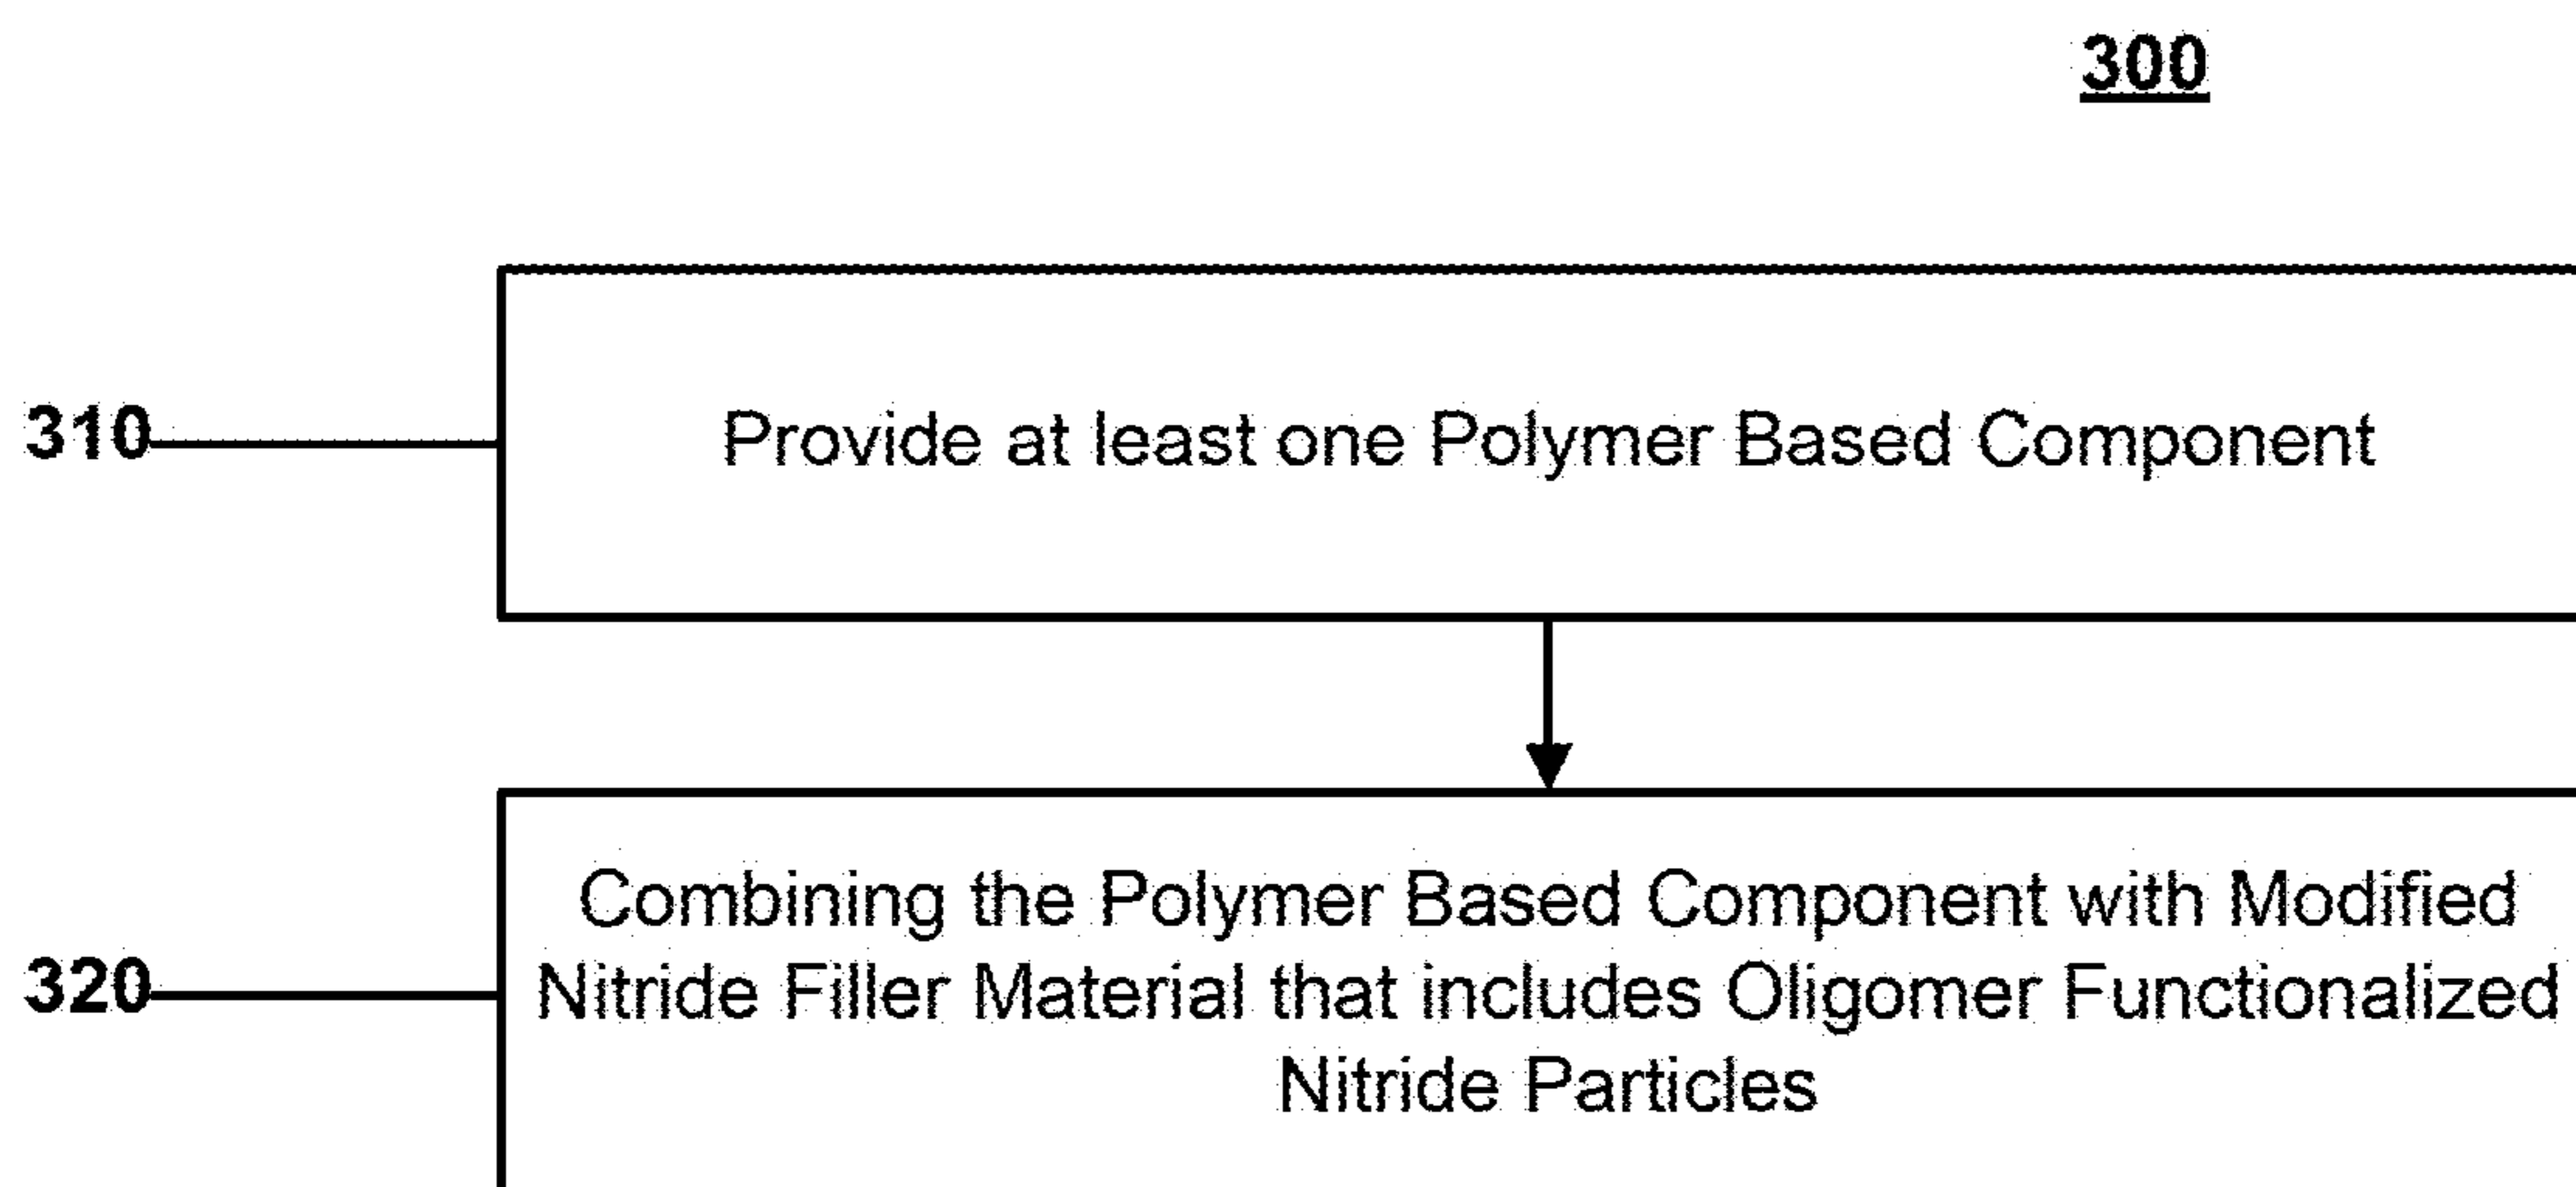 300
310
Provide at least one Polymer Based Component
320
Combining the Polymer Based Component with Modified
Nitride Filler Material that includes Oligomer Functionalized
Nitride Particles